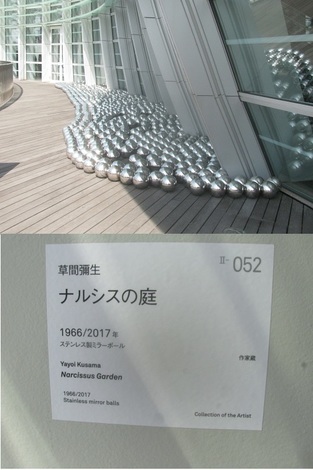 II- 052
草間彌生
ナルシスの庭
1966/2017年
ステンレス製ミラーボール
作家蔵
Yayoi Kusama
Narcissus Garden
1966/2017
Stainless mirror balls
Collection of the Artist